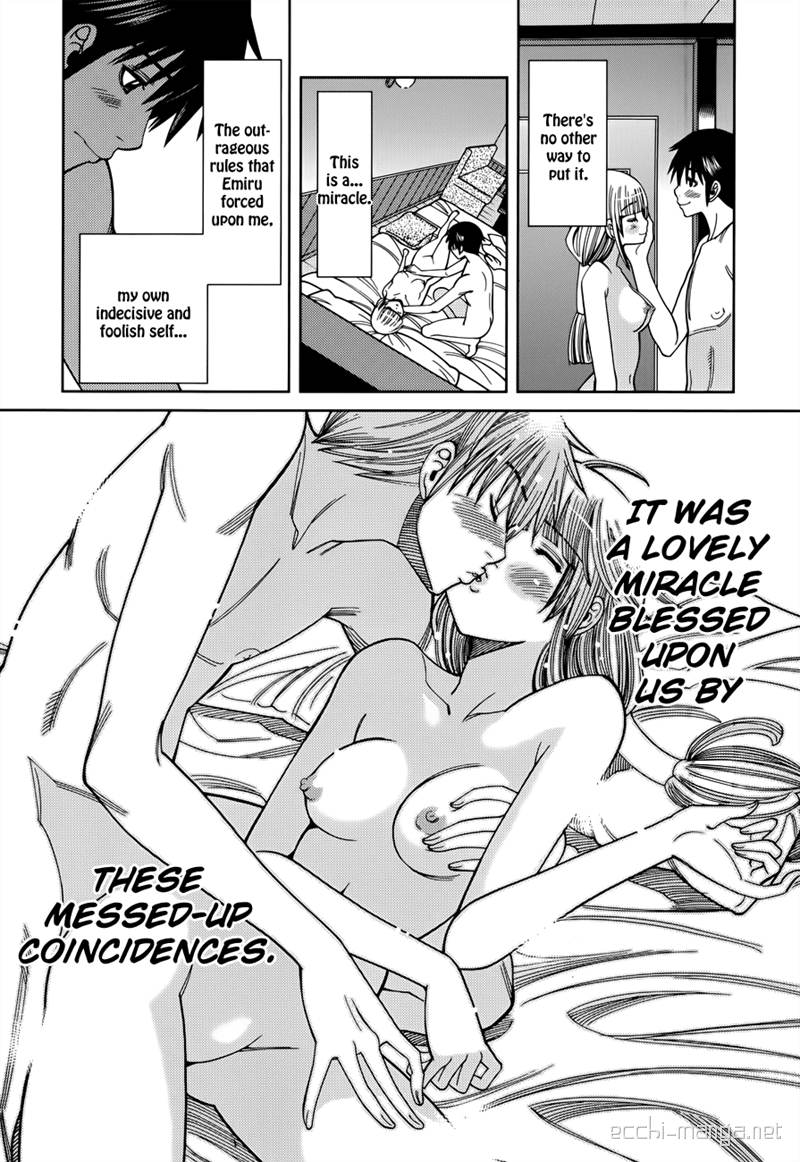 There's
no other
way to
put it.
This
is a...
miracle.
The out-
rageous
rules that
Emiru
forced
upon me,
my own
indecisive and
foolish self...
IT WAS
A LOVELY
MIRACLE
BLESSED
UPON
US BY
THESE
MESSED-UP
COINCIDENCES.
ecchi-manga.net